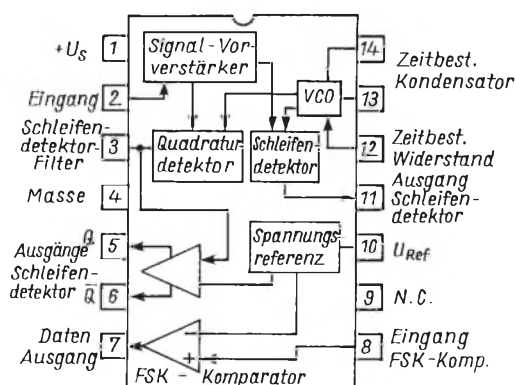 +U_S
1
Eingang
2
Schleifen-
detektor-
Filter
3
Masse
4
Q
Ausgänge
Schleifen-
detektor
5
Q̅
6
Daten
Ausgang
7
Signal-Vor-
verstärker
VCO
Quadratur-
detektor
Schleifen-
detektor
Spannungs-
referenz
−
+
FSK - Komparator
14
Zeitbest.
Kondensator
13
12
Zeitbest.
Widerstand
11
Ausgang
Schleifen-
detektor
10
U_Ref
9
N.C.
8
Eingang
FSK-Komp.